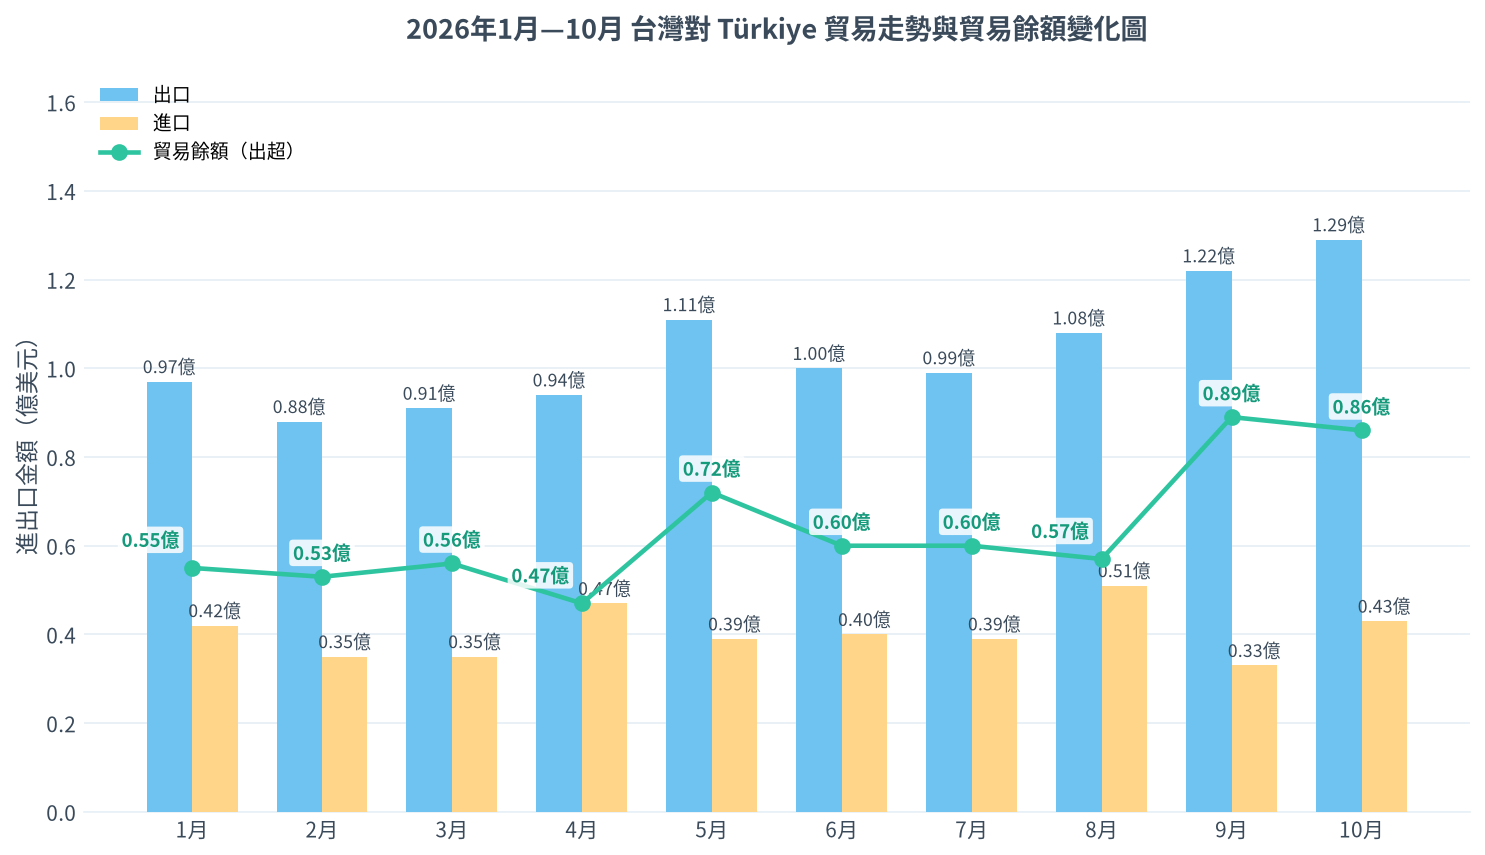 2026年1月—10月 台灣對 Türkiye 貿易走勢與貿易餘額變化圖
出口
進口
貿易餘額（出超）
進出口金額（億美元）
1.6
1.4
1.2
1.0
0.8
0.6
0.4
0.2
0.0
0.97億
0.88億
0.91億
0.94億
1.11億
1.00億
0.99億
1.08億
1.22億
1.29億
0.55億
0.53億
0.56億
0.47億
0.72億
0.60億
0.60億
0.57億
0.89億
0.86億
0.42億
0.35億
0.35億
0.47億
0.39億
0.40億
0.39億
0.51億
0.33億
0.43億
1月
2月
3月
4月
5月
6月
7月
8月
9月
10月